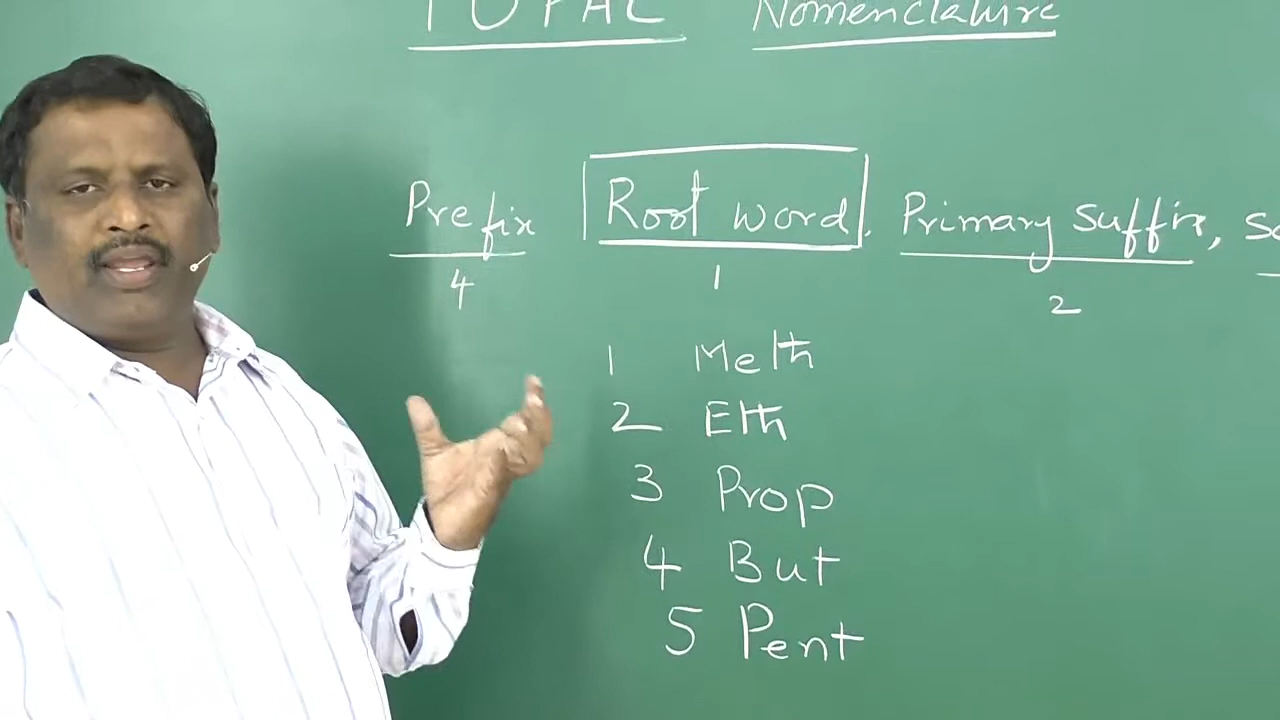 IUPAC Nomenclature
Prefix Root word. Primary suffix,
4 1 2
1 Meth
2 Eth
3 Prop
4 But
5 Pent